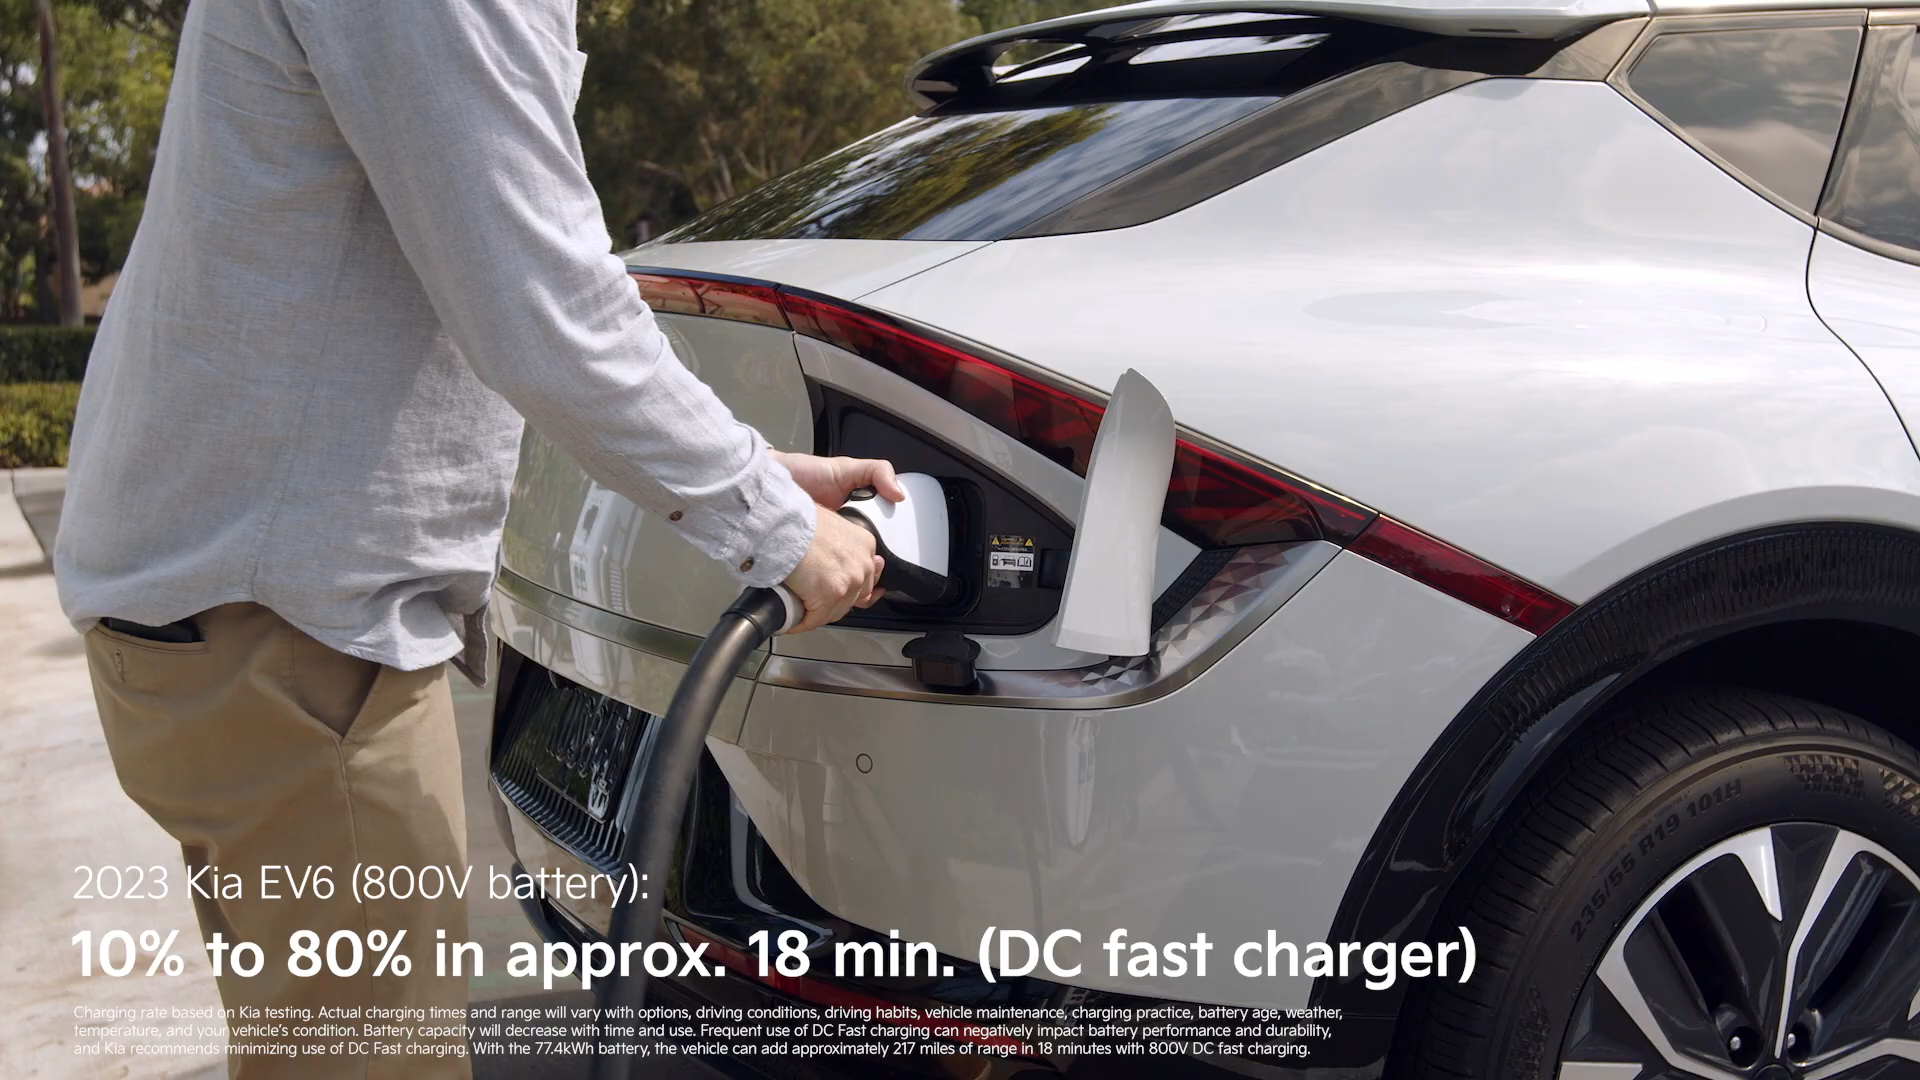 235/55 R19 101H
2023 Kia EV6 (800V battery):
10% to 80% in approx. 18 min. (DC fast charger)
Charging rate based on Kia testing. Actual charging times and range will vary with options, driving conditions, driving habits, vehicle maintenance, charging practice, battery age, weather,
temperature, and your vehicle's condition. Battery capacity will decrease with time and use. Frequent use of DC Fast charging can negatively impact battery performance and durability,
and Kia recommends minimizing use of DC Fast charging. With the 77.4kWh battery, the vehicle can add approximately 217 miles of range in 18 minutes with 800V DC fast charging.